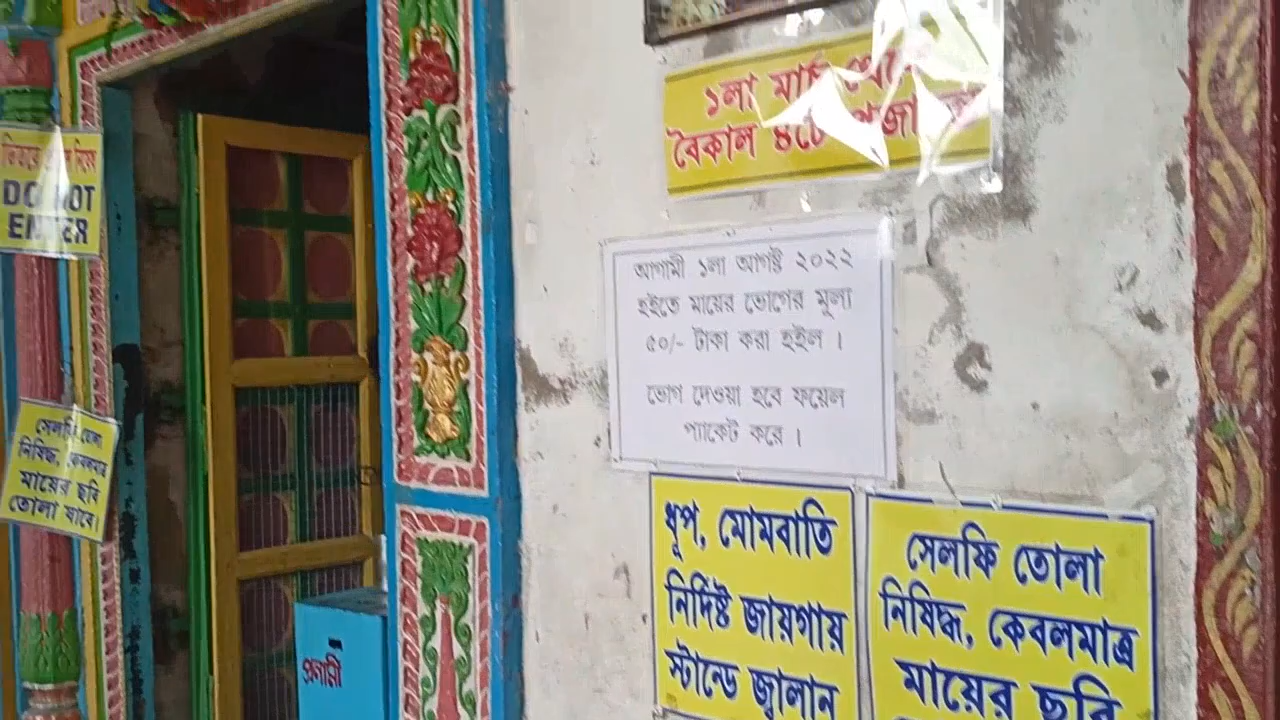 ১লা মার্চ থেকে
বৈকাল ৪টে
DO NOT
ENTER
আগামী ১লা আগষ্ট ২০২২
হইতে মায়ের ভোগের মূল্য
৫০/- টাকা করা হইল ।
ভোগ দেওয়া হবে ফয়েল
প্যাকেট করে ।
সেলফি তোলা
নিষিদ্ধ, কেবলমাত্র
মায়ের ছবি
তোলা যাবে।
ধূপ, মোমবাতি
নির্দিষ্ট জায়গায়
স্ট্যান্ডে জ্বালান
সেলফি তোলা
নিষিদ্ধ, কেবলমাত্র
মায়ের ছবি
প্রণামী